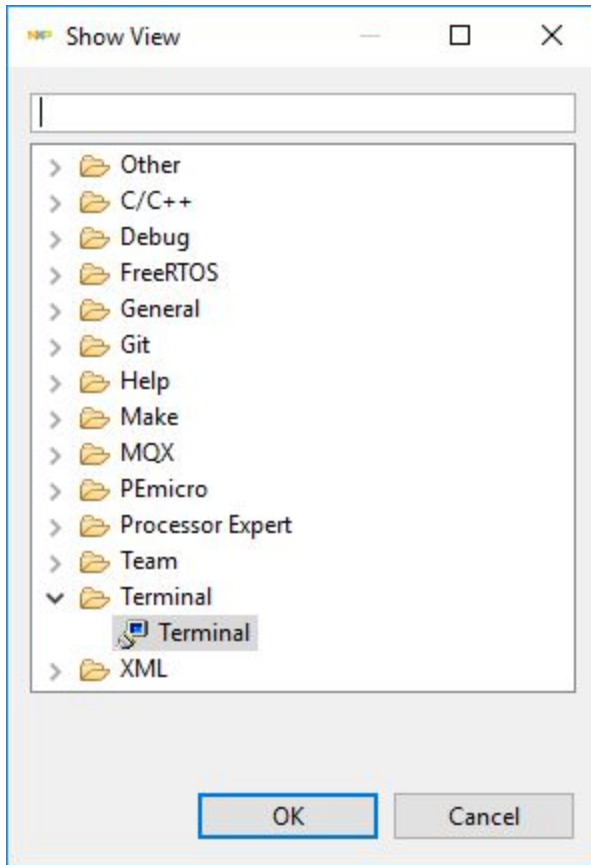 NXP Show View
Other
C/C++
Debug
FreeRTOS
General
Git
Help
Make
MQX
PEmicro
Processor Expert
Team
Terminal
Terminal
XML
OK Cancel